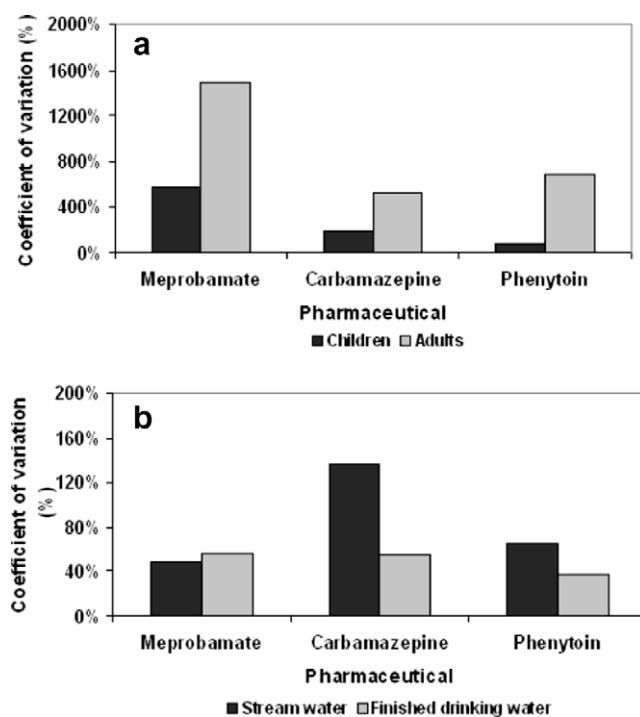 a
Coefficient of variation (%)
2000%
1600%
1200%
800%
400%
0%
Meprobamate Carbamazepine Phenytoin
Pharmaceutical
Children Adults
b
Coefficient of variation
(%)
200%
160%
120%
80%
40%
0%
Meprobamate Carbamazepine Phenytoin
Pharmaceutical
Stream water Finished drinking water